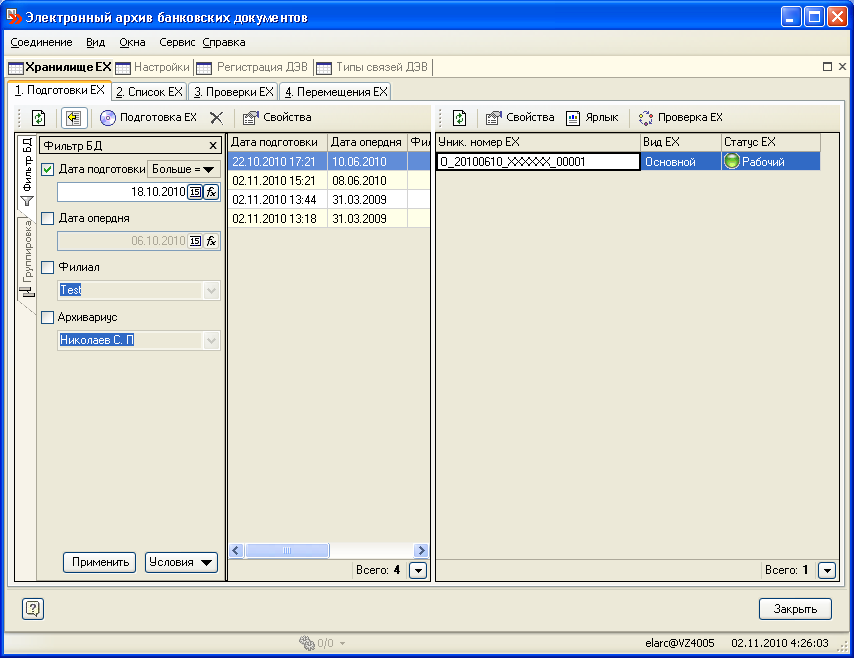 Электронный архив банковских документов
Соединение Вид Окна Сервис Справка
Хранилище ЕХ Настройки Регистрация ДЭВ Типы связей ДЭВ
1. Подготовки ЕХ 2. Список ЕХ 3. Проверки ЕХ 4. Перемещения ЕХ
Подготовка ЕХ Свойства Свойства Ярлык Проверка ЕХ
Фильтр БД
Группировка
Фильтр БД
Дата подготовки Больше =
18.10.2010 15 fx
Дата опердня
06.10.2010 15 fx
Филиал
Test
Архивариус
Николаев С. П
Применить Условия
Дата подготовки Дата опердня Фил
22.10.2010 17:21 10.06.2010
02.11.2010 15:21 08.06.2010
02.11.2010 13:44 31.03.2009
02.11.2010 13:18 31.03.2009
Всего: 4
Уник. номер ЕХ Вид ЕХ Статус ЕХ
O_20100610_XXXXXX_00001 Основной Рабочий
Всего: 1
Закрыть
0/0 elarc@VZ4005 02.11.2010 4:26:03